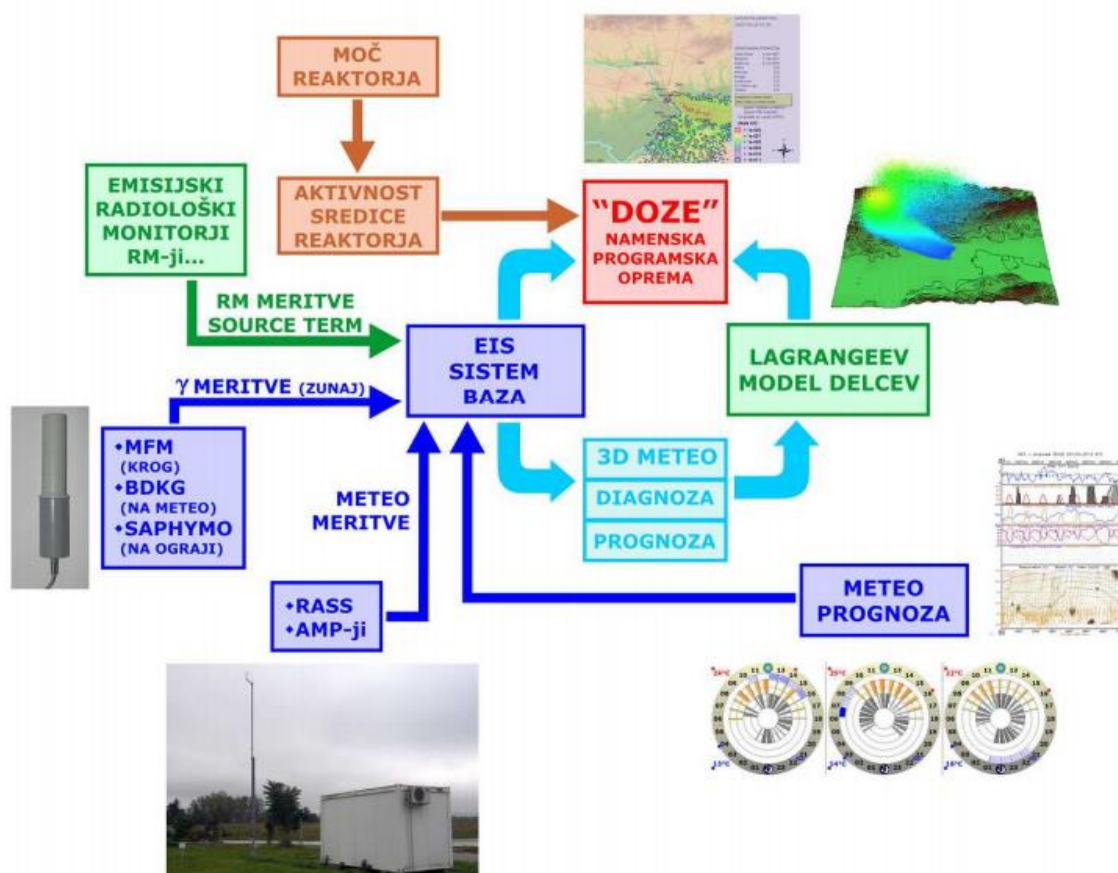 MOČ
REAKTORJA
EMISIJSKI
RADIOLOŠKI
MONITORJI
RM-ji...
AKTIVNOST
SREDICE
REAKTORJA
“DOZE”
NAMENSKA
PROGRAMSKA
OPREMA
RM MERITVE
SOURCE TERM
EIS
SISTEM
BAZA
LAGRANGEEV
MODEL DELCEV
γ MERITVE (ZUNAJ)
MFM
(KROG)
BDKG
(NA METEO)
SAPHYMO
(NA OGRAJI)
METEO
MERITVE
3D METEO
DIAGNOZA
PROGNOZA
RASS
AMP-ji
METEO
PROGNOZA